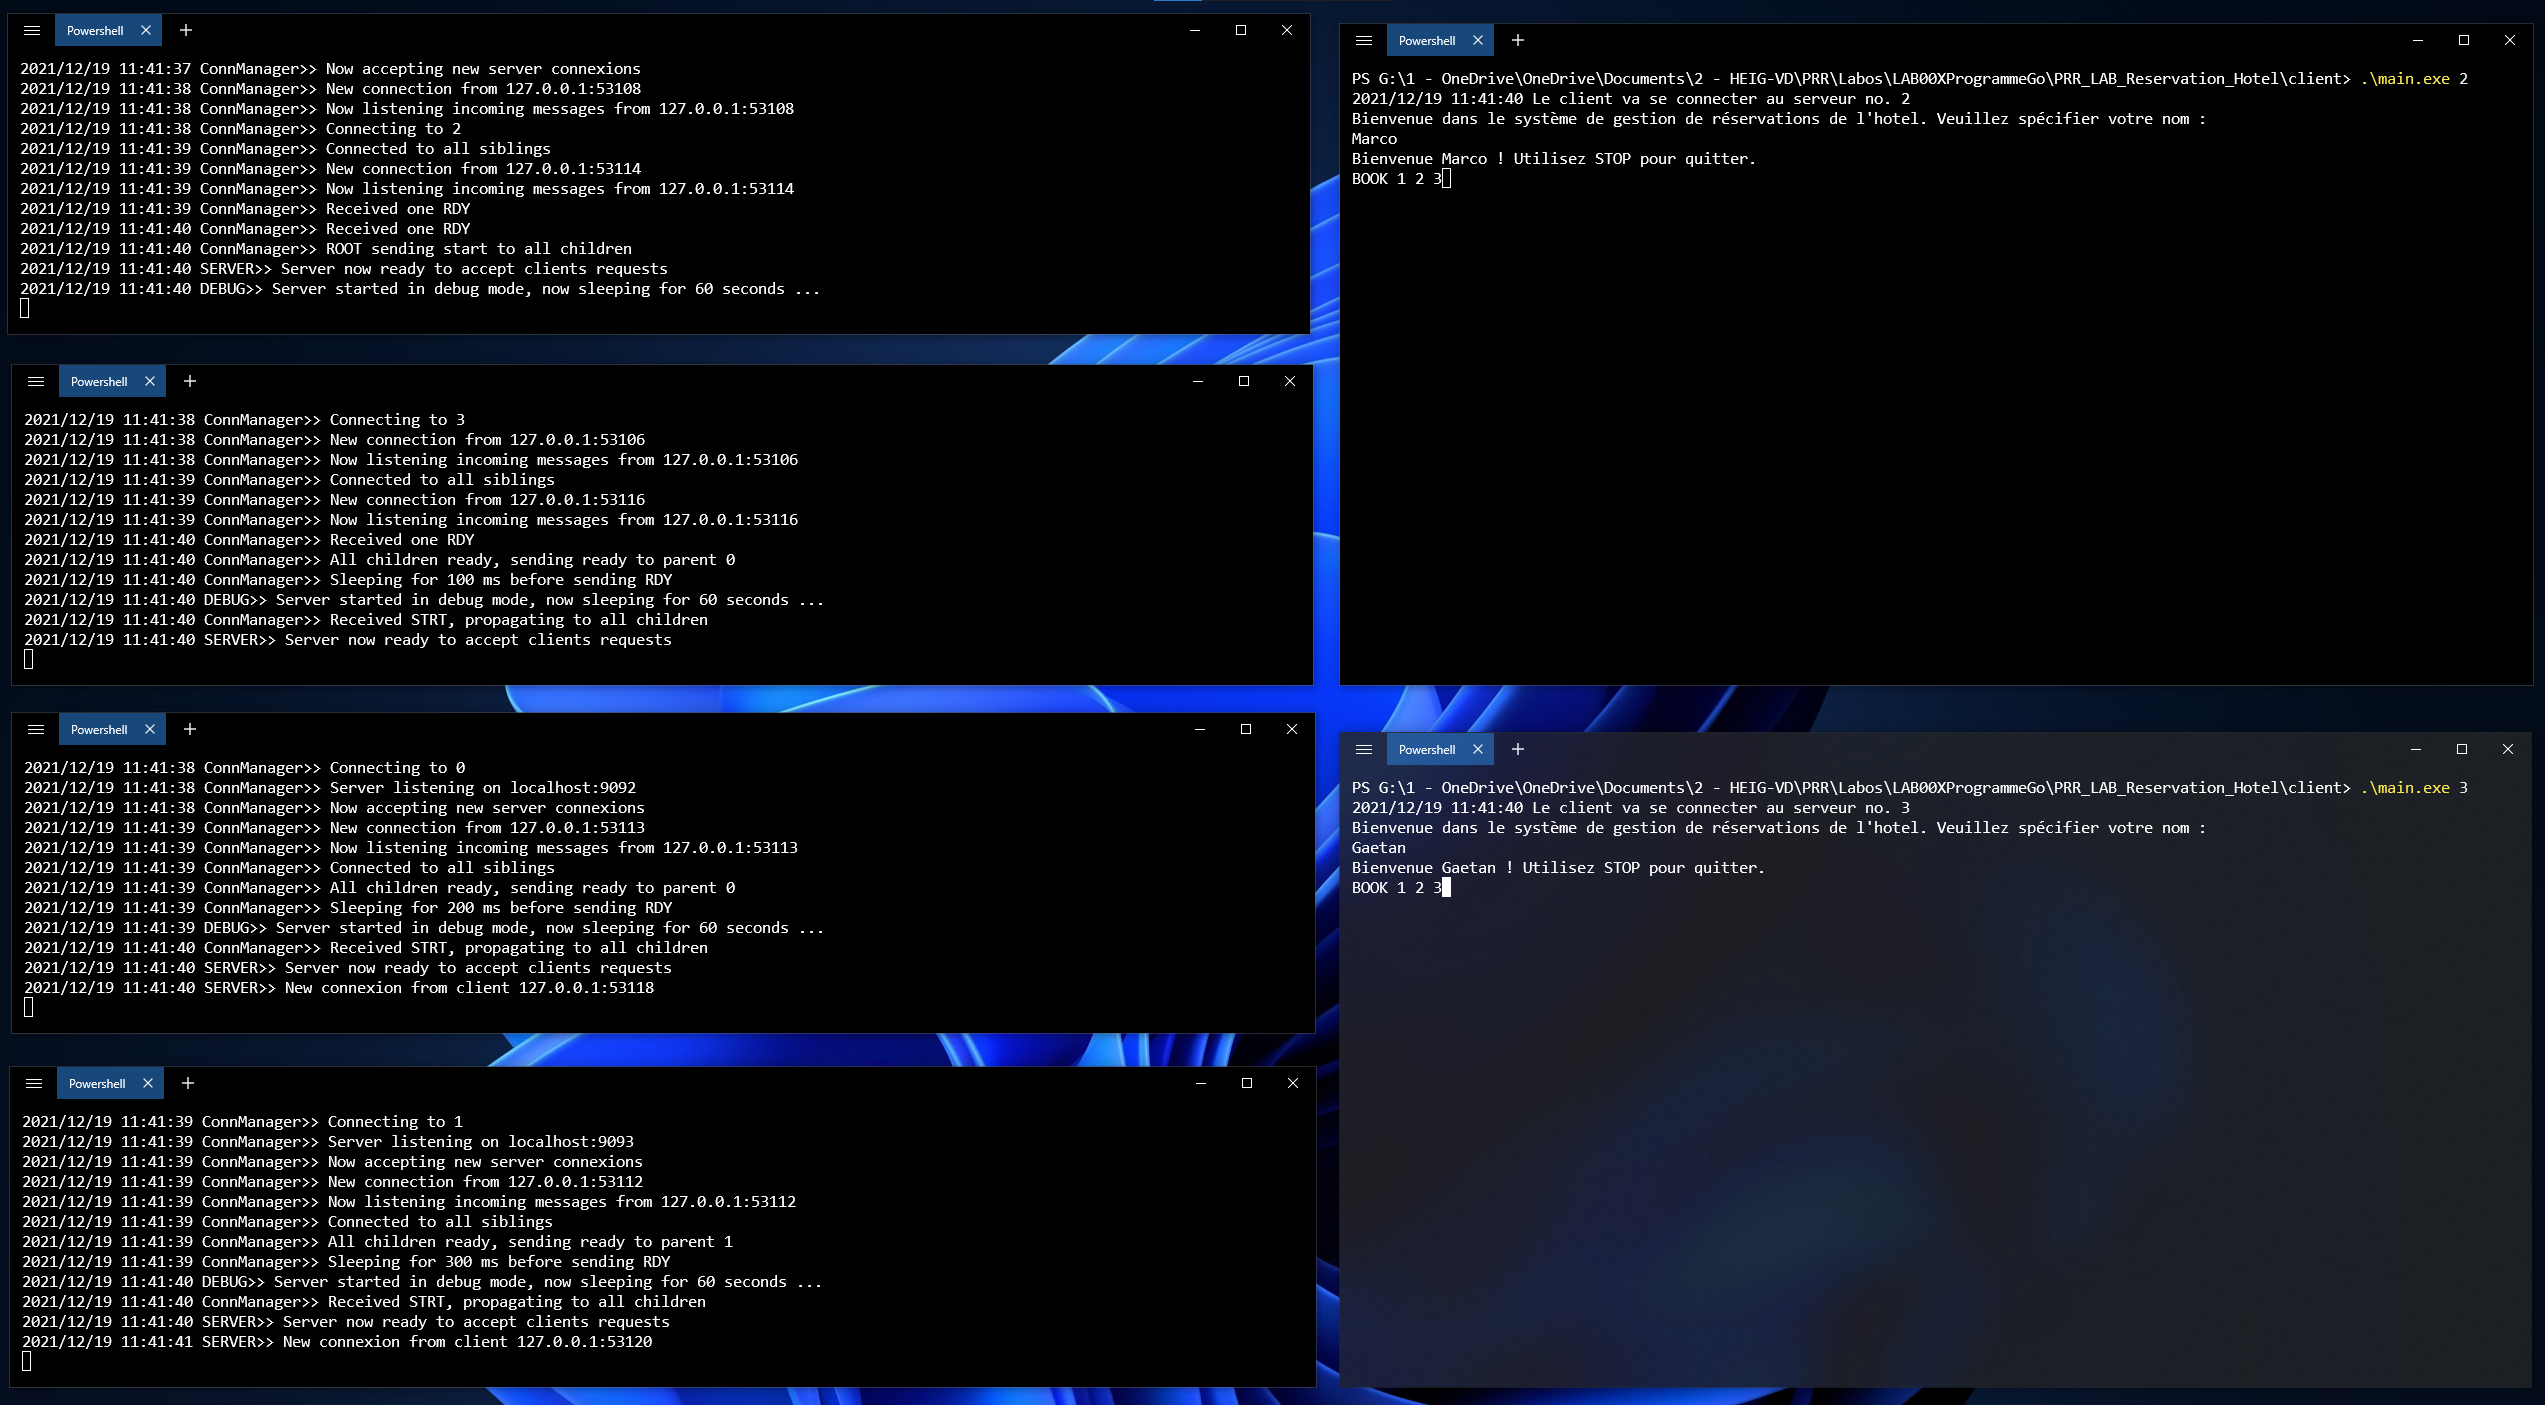 Powershell
2021/12/19 11:41:37 ConnManager>> Now accepting new server connexions
2021/12/19 11:41:38 ConnManager>> New connection from 127.0.0.1:53108
2021/12/19 11:41:38 ConnManager>> Now listening incoming messages from 127.0.0.1:53108
2021/12/19 11:41:38 ConnManager>> Connecting to 2
2021/12/19 11:41:39 ConnManager>> Connected to all siblings
2021/12/19 11:41:39 ConnManager>> New connection from 127.0.0.1:53114
2021/12/19 11:41:39 ConnManager>> Now listening incoming messages from 127.0.0.1:53114
2021/12/19 11:41:39 ConnManager>> Received one RDY
2021/12/19 11:41:40 ConnManager>> Received one RDY
2021/12/19 11:41:40 ConnManager>> ROOT sending start to all children
2021/12/19 11:41:40 SERVER>> Server now ready to accept clients requests
2021/12/19 11:41:40 DEBUG>> Server started in debug mode, now sleeping for 60 seconds ...
Powershell
2021/12/19 11:41:38 ConnManager>> Connecting to 3
2021/12/19 11:41:38 ConnManager>> New connection from 127.0.0.1:53106
2021/12/19 11:41:38 ConnManager>> Now listening incoming messages from 127.0.0.1:53106
2021/12/19 11:41:39 ConnManager>> Connected to all siblings
2021/12/19 11:41:39 ConnManager>> New connection from 127.0.0.1:53116
2021/12/19 11:41:39 ConnManager>> Now listening incoming messages from 127.0.0.1:53116
2021/12/19 11:41:40 ConnManager>> Received one RDY
2021/12/19 11:41:40 ConnManager>> All children ready, sending ready to parent 0
2021/12/19 11:41:40 ConnManager>> Sleeping for 100 ms before sending RDY
2021/12/19 11:41:40 DEBUG>> Server started in debug mode, now sleeping for 60 seconds ...
2021/12/19 11:41:40 ConnManager>> Received STRT, propagating to all children
2021/12/19 11:41:40 SERVER>> Server now ready to accept clients requests
Powershell
2021/12/19 11:41:38 ConnManager>> Connecting to 0
2021/12/19 11:41:38 ConnManager>> Server listening on localhost:9092
2021/12/19 11:41:38 ConnManager>> Now accepting new server connexions
2021/12/19 11:41:39 ConnManager>> New connection from 127.0.0.1:53113
2021/12/19 11:41:39 ConnManager>> Now listening incoming messages from 127.0.0.1:53113
2021/12/19 11:41:39 ConnManager>> Connected to all siblings
2021/12/19 11:41:39 ConnManager>> All children ready, sending ready to parent 0
2021/12/19 11:41:39 ConnManager>> Sleeping for 200 ms before sending RDY
2021/12/19 11:41:39 DEBUG>> Server started in debug mode, now sleeping for 60 seconds ...
2021/12/19 11:41:40 ConnManager>> Received STRT, propagating to all children
2021/12/19 11:41:40 SERVER>> Server now ready to accept clients requests
2021/12/19 11:41:40 SERVER>> New connexion from client 127.0.0.1:53118
Powershell
2021/12/19 11:41:39 ConnManager>> Connecting to 1
2021/12/19 11:41:39 ConnManager>> Server listening on localhost:9093
2021/12/19 11:41:39 ConnManager>> Now accepting new server connexions
2021/12/19 11:41:39 ConnManager>> New connection from 127.0.0.1:53112
2021/12/19 11:41:39 ConnManager>> Now listening incoming messages from 127.0.0.1:53112
2021/12/19 11:41:39 ConnManager>> Connected to all siblings
2021/12/19 11:41:39 ConnManager>> All children ready, sending ready to parent 1
2021/12/19 11:41:39 ConnManager>> Sleeping for 300 ms before sending RDY
2021/12/19 11:41:40 DEBUG>> Server started in debug mode, now sleeping for 60 seconds ...
2021/12/19 11:41:40 ConnManager>> Received STRT, propagating to all children
2021/12/19 11:41:40 SERVER>> Server now ready to accept clients requests
2021/12/19 11:41:41 SERVER>> New connexion from client 127.0.0.1:53120
Powershell
PS G:\1 - OneDrive\OneDrive\Documents\2 - HEIG-VD\PRR\Labos\LAB00XProgrammeGo\PRR_LAB_Reservation_Hotel\client> .\main.exe 2
2021/12/19 11:41:40 Le client va se connecter au serveur no. 2
Bienvenue dans le système de gestion de réservations de l'hotel. Veuillez spécifier votre nom :
Marco
Bienvenue Marco ! Utilisez STOP pour quitter.
BOOK 1 2 3
Powershell
PS G:\1 - OneDrive\OneDrive\Documents\2 - HEIG-VD\PRR\Labos\LAB00XProgrammeGo\PRR_LAB_Reservation_Hotel\client> .\main.exe 3
2021/12/19 11:41:40 Le client va se connecter au serveur no. 3
Bienvenue dans le système de gestion de réservations de l'hotel. Veuillez spécifier votre nom :
Gaetan
Bienvenue Gaetan ! Utilisez STOP pour quitter.
BOOK 1 2 3